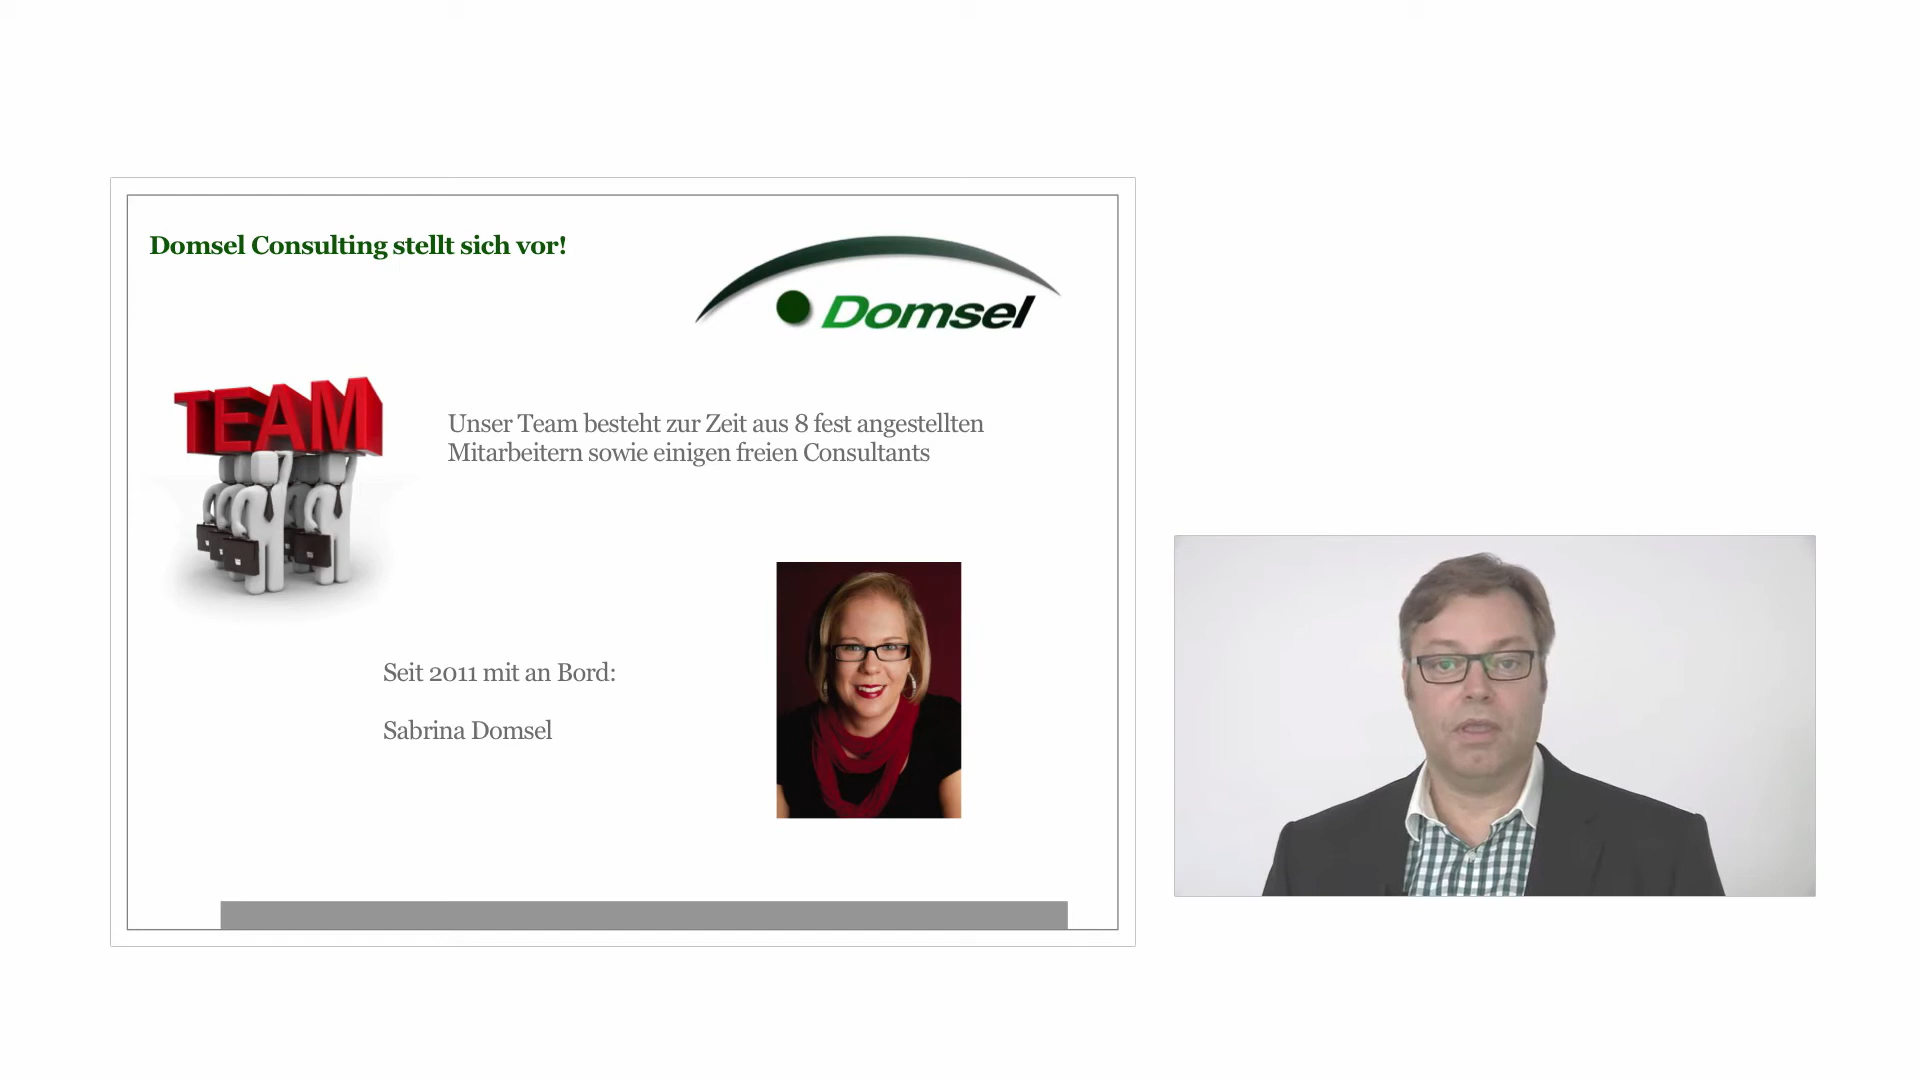 Domsel Consulting stellt sich vor!
Domsel
TEAM
Unser Team besteht zur Zeit aus 8 fest angestellten
Mitarbeitern sowie einigen freien Consultants
Seit 2011 mit an Bord:
Sabrina Domsel